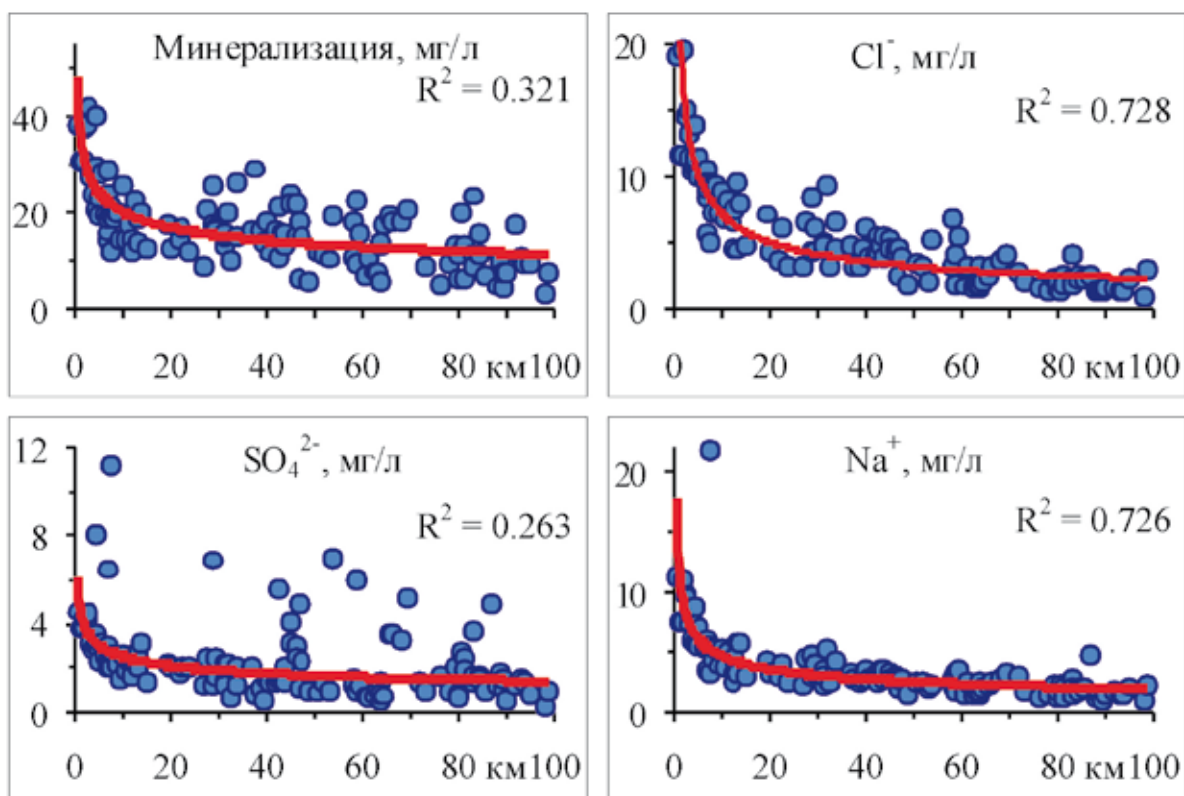 Минерализация, мг/л
R² = 0.321
40
20
0
0 20 40 60 80 км100
Cl⁻, мг/л
R² = 0.728
20
10
0
0 20 40 60 80 км100
SO₄²⁻, мг/л
R² = 0.263
12
8
4
0
0 20 40 60 80 км100
Na⁺, мг/л
R² = 0.726
20
10
0
0 20 40 60 80 км100